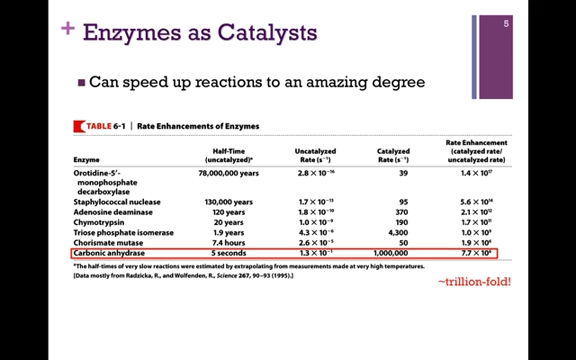 5
+ Enzymes as Catalysts
■ Can speed up reactions to an amazing degree
TABLE 6-1 | Rate Enhancements of Enzymes
Enzyme Half-Time (uncatalyzed)* Uncatalyzed Rate (s⁻¹) Catalyzed Rate (s⁻¹) Rate Enhancement (catalyzed rate/uncatalyzed rate)
Orotidine-5'-monophosphate decarboxylase 78,000,000 years 2.8 × 10⁻¹⁶ 39 1.4 × 10¹⁷
Staphylococcal nuclease 130,000 years 1.7 × 10⁻¹³ 95 5.6 × 10¹⁴
Adenosine deaminase 120 years 1.8 × 10⁻¹⁰ 370 2.1 × 10¹²
Chymotrypsin 20 years 1.0 × 10⁻⁹ 190 1.7 × 10¹¹
Triose phosphate isomerase 1.9 years 4.3 × 10⁻⁶ 4,300 1.0 × 10⁹
Chorismate mutase 7.4 hours 2.6 × 10⁻⁵ 50 1.9 × 10⁶
Carbonic anhydrase 5 seconds 1.3 × 10⁻¹ 1,000,000 7.7 × 10⁶
*The half-times of very slow reactions were estimated by extrapolating from measurements made at very high temperatures.
[Data mostly from Radzicka, R., and Wolfenden, R., Science 267, 90–93 (1995).]
~trillion-fold!